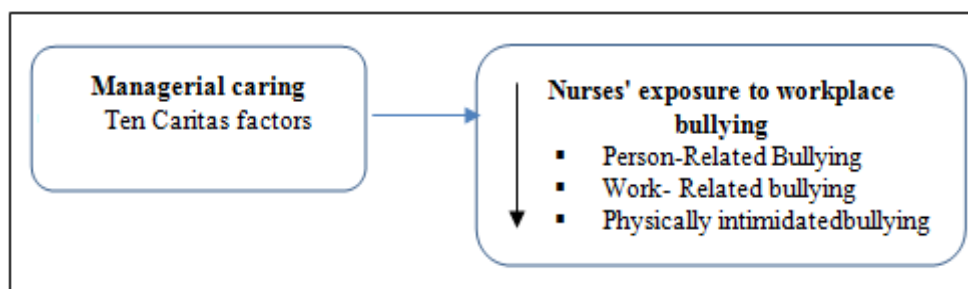 Managerial caring
Ten Caritas factors
Nurses' exposure to workplace
bullying
▪ Person-Related Bullying
▪ Work- Related bullying
▪ Physically intimidatedbullying